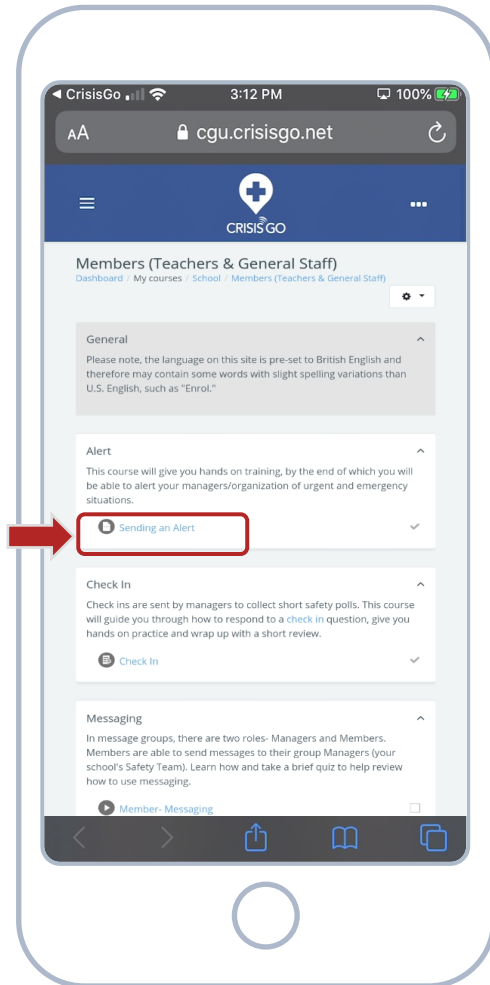 CrisisGo 3:12 PM 100%
AA cgu.crisisgo.net
CRISIS GO
Members (Teachers & General Staff)
Dashboard / My courses / School / Members (Teachers & General Staff)
General
Please note, the language on this site is pre-set to British English and
therefore may contain some words with slight spelling variations than
U.S. English, such as "Enrol."
Alert
This course will give you hands on training, by the end of which you will
be able to alert your managers/organization of urgent and emergency
situations.
Sending an Alert
Check In
Check ins are sent by managers to collect short safety polls. This course
will guide you through how to respond to a check in question, give you
hands on practice and wrap up with a short review.
Check In
Messaging
In message groups, there are two roles- Managers and Members.
Members are able to send messages to their group Managers (your
school's Safety Team). Learn how and take a brief quiz to help review
how to use messaging.
Member- Messaging